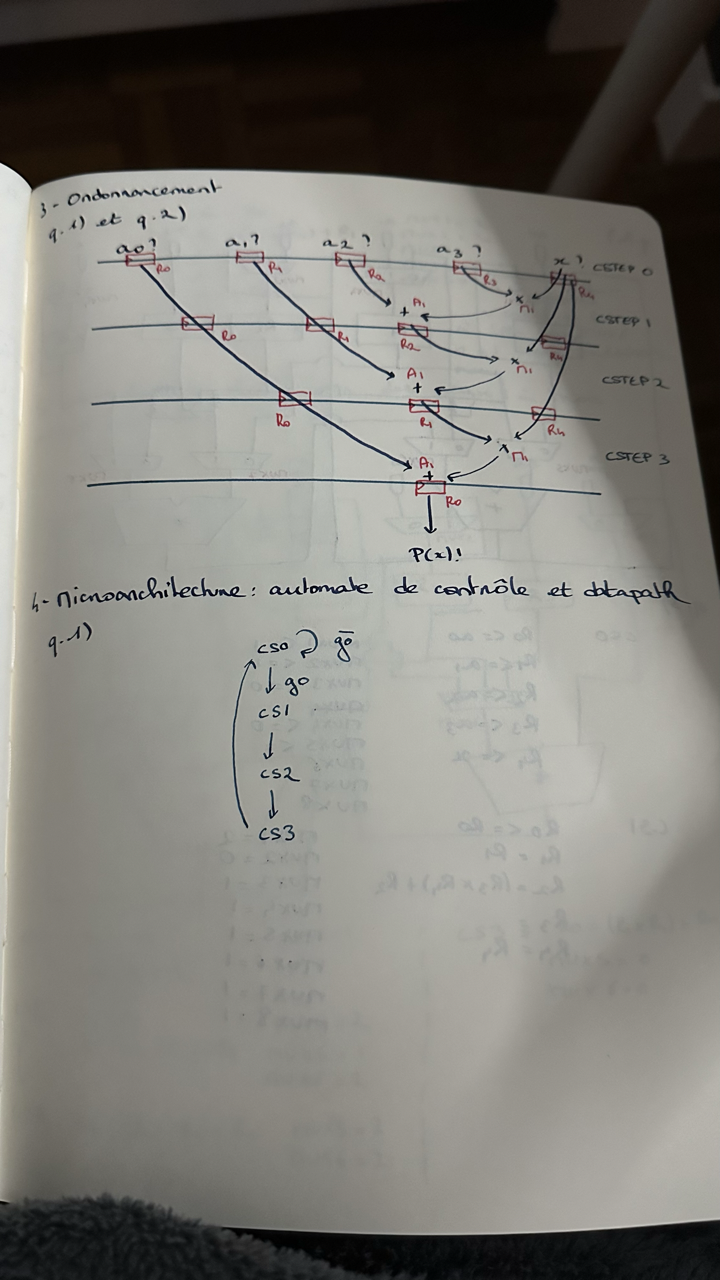 3- Ordonnancement
q.1) et q.2)
a0? a1? a2? a3? x?
R0 R1 R2 R3 R4 CSTEP 0
A1 + × M1
R0 R1 R2 R4 CSTEP 1
A1 + × M1
CSTEP 2
R0 R1 R4
A1 + × M1 CSTEP 3
R0
P(x)!
4- Microarchitecture: automate de contrôle et datapath
q.1)
CS0 go̅
↓ go
CS1
↓
CS2
↓
CS3